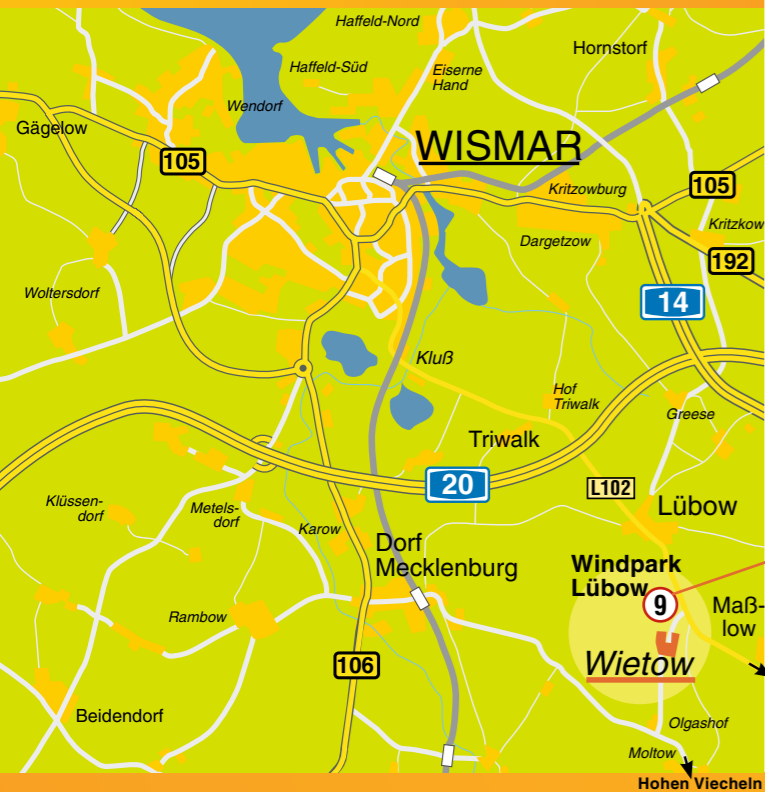 Haffeld-Nord
Hornstorf
Haffeld-Süd
Eiserne
Hand
Wendorf
Gägelow
WISMAR
105
Kritzowburg
105
Kritzkow
Dargetzow
192
Woltersdorf
14
Kluß
Hof
Triwalk
Greese
Triwalk
20
L102
Klüssen-
dorf
Metels-
dorf
Lübow
Karow
Dorf
Mecklenburg
Windpark
Lübow
9
Maß-
low
Rambow
Wietow
106
Beidendorf
Olgashof
Moltow
Hohen Viecheln